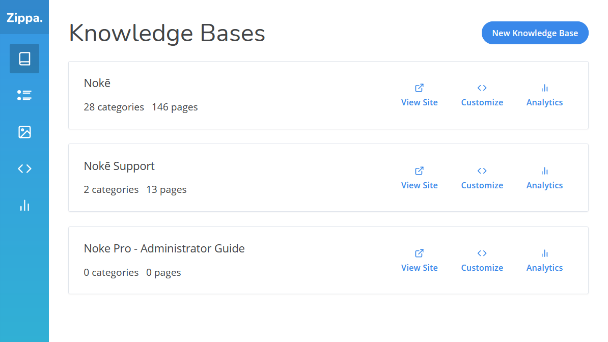 Zippa.
Knowledge Bases
New Knowledge Base
Nokē
28 categories 146 pages
View Site
Customize
Analytics
Nokē Support
2 categories 13 pages
View Site
Customize
Analytics
Noke Pro - Administrator Guide
0 categories 0 pages
View Site
Customize
Analytics